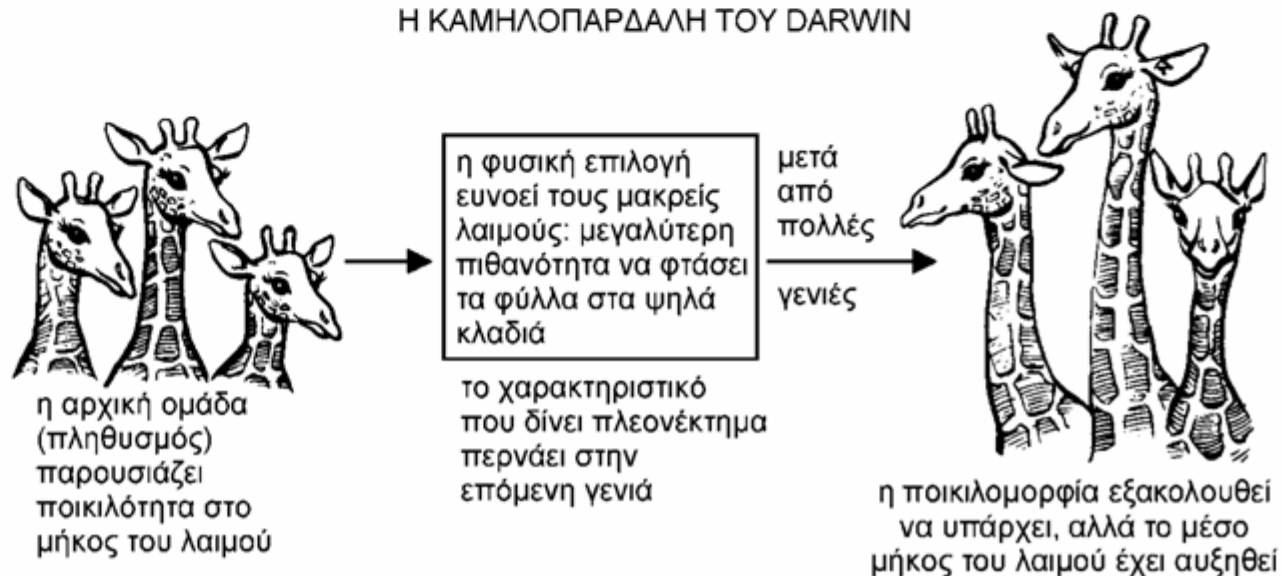 Η ΚΑΜΗΛΟΠΑΡΔΑΛΗ ΤΟΥ DARWIN
η αρχική ομάδα
(πληθυσμός)
παρουσιάζει
ποικιλότητα στο
μήκος του λαιμού
η φυσική επιλογή
ευνοεί τους μακρείς
λαιμούς: μεγαλύτερη
πιθανότητα να φτάσει
τα φύλλα στα ψηλά
κλαδιά
το χαρακτηριστικό
που δίνει πλεονέκτημα
περνάει στην
επόμενη γενιά
μετά
από
πολλές
γενιές
η ποικιλομορφία εξακολουθεί
να υπάρχει, αλλά το μέσο
μήκος του λαιμού έχει αυξηθεί